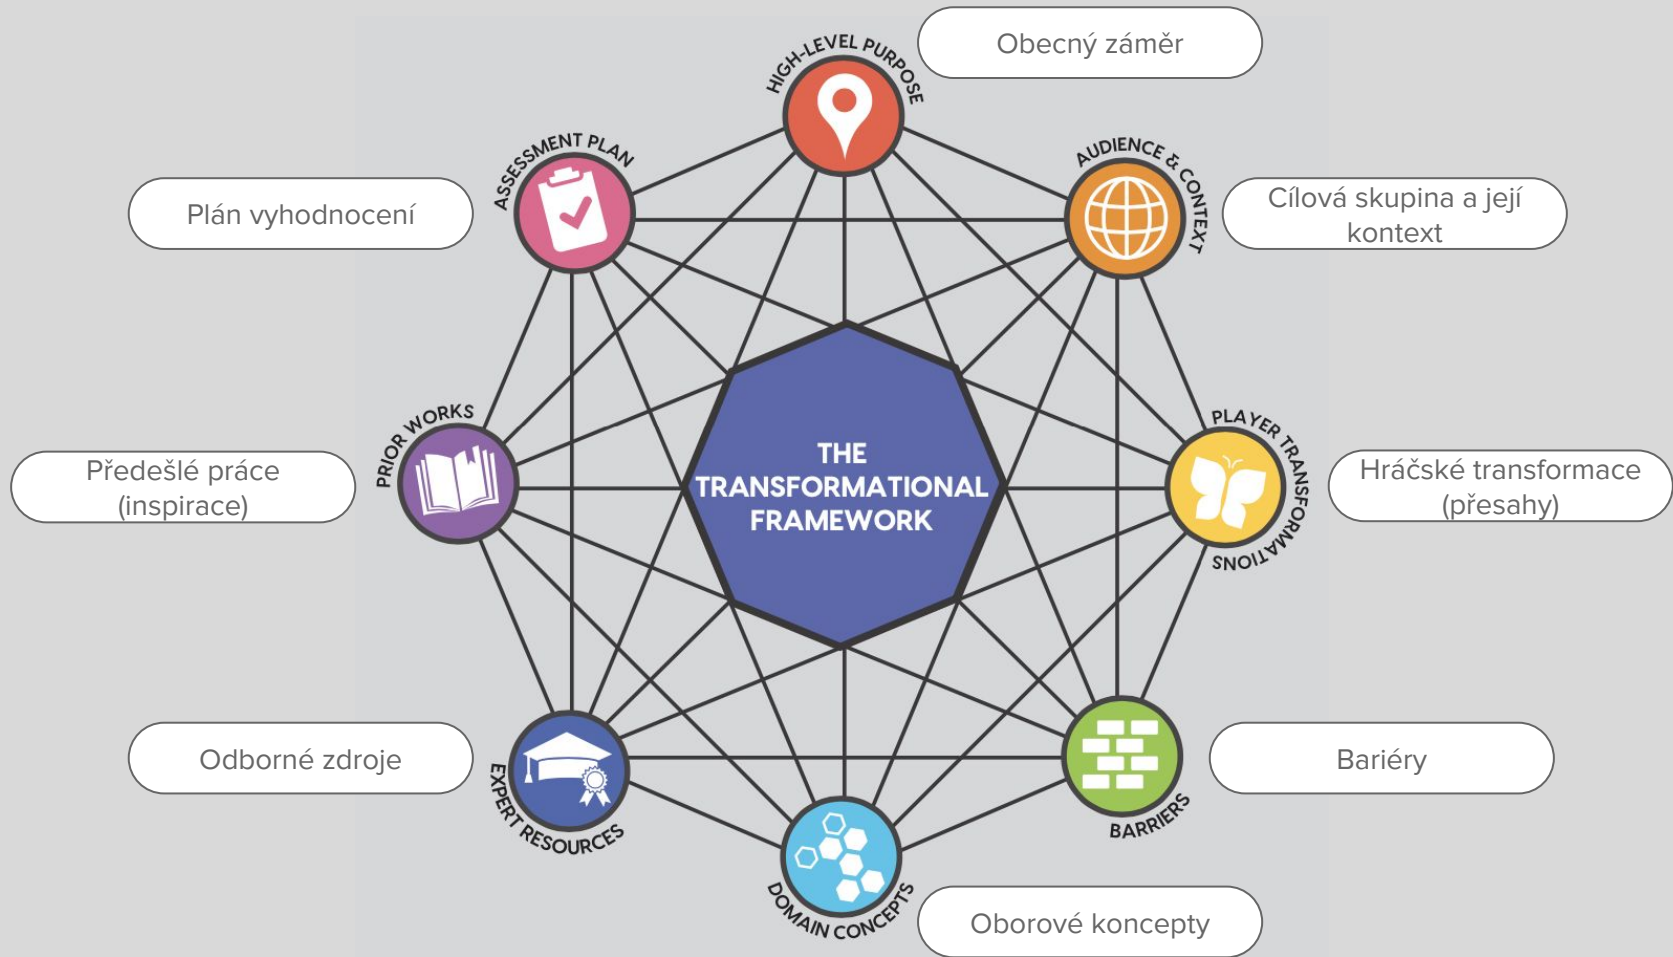 Obecný záměr
HIGH-LEVEL PURPOSE
ASSESSMENT PLAN
AUDIENCE & CONTEXT
Plán vyhodnocení
Cílová skupina a její
kontext
PRIOR WORKS
PLAYER TRANSFORMATIONS
Předešlé práce
(inspirace)
THE
TRANSFORMATIONAL
FRAMEWORK
Hráčské transformace
(přesahy)
Odborné zdroje
EXPERT RESOURCES
BARRIERS
Bariéry
DOMAIN CONCEPTS
Oborové koncepty